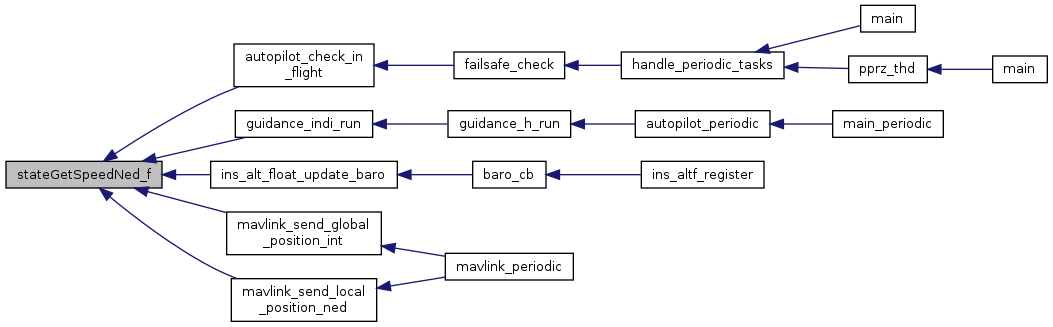 main
autopilot_check_in
_flight
failsafe_check
handle_periodic_tasks
pprz_thd
main
guidance_indi_run
guidance_h_run
autopilot_periodic
main_periodic
stateGetSpeedNed_f
ins_alt_float_update_baro
baro_cb
ins_altf_register
mavlink_send_global
_position_int
mavlink_periodic
mavlink_send_local
_position_ned